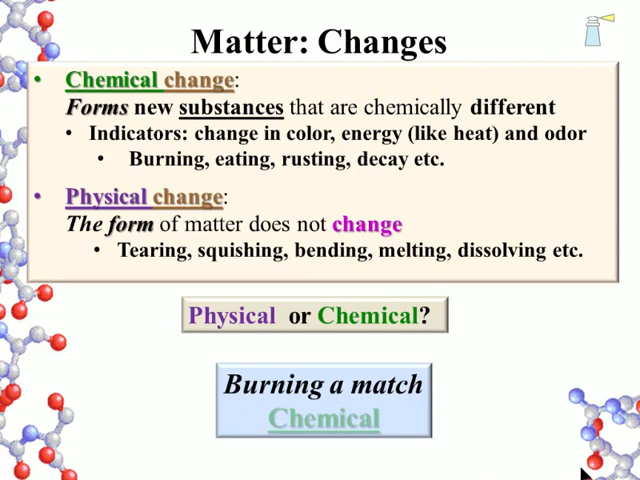 Matter: Changes
• Chemical change:
Forms new substances that are chemically different
• Indicators: change in color, energy (like heat) and odor
• Burning, eating, rusting, decay etc.
• Physical change:
The form of matter does not change
• Tearing, squishing, bending, melting, dissolving etc.
Physical or Chemical?
Burning a match
Chemical